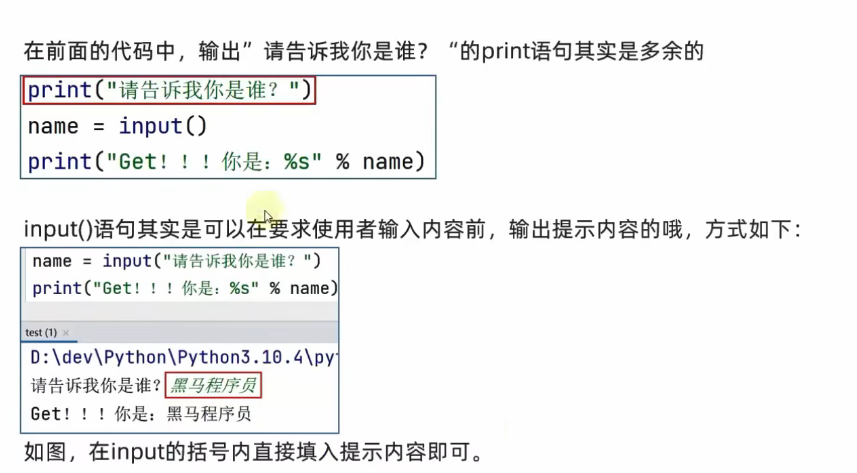 在前面的代码中，输出”请告诉我你是谁？“的print语句其实是多余的
print("请告诉我你是谁？")
name = input()
print("Get！！！你是：%s" % name)
input()语句其实是可以在要求使用者输入内容前，输出提示内容的哦，方式如下：
name = input("请告诉我你是谁？")
print("Get！！！你是：%s" % name)
test (1) ×
D:\dev\Python\Python3.10.4\py
请告诉我你是谁？黑马程序员
Get！！！你是：黑马程序员
如图，在input的括号内直接填入提示内容即可。